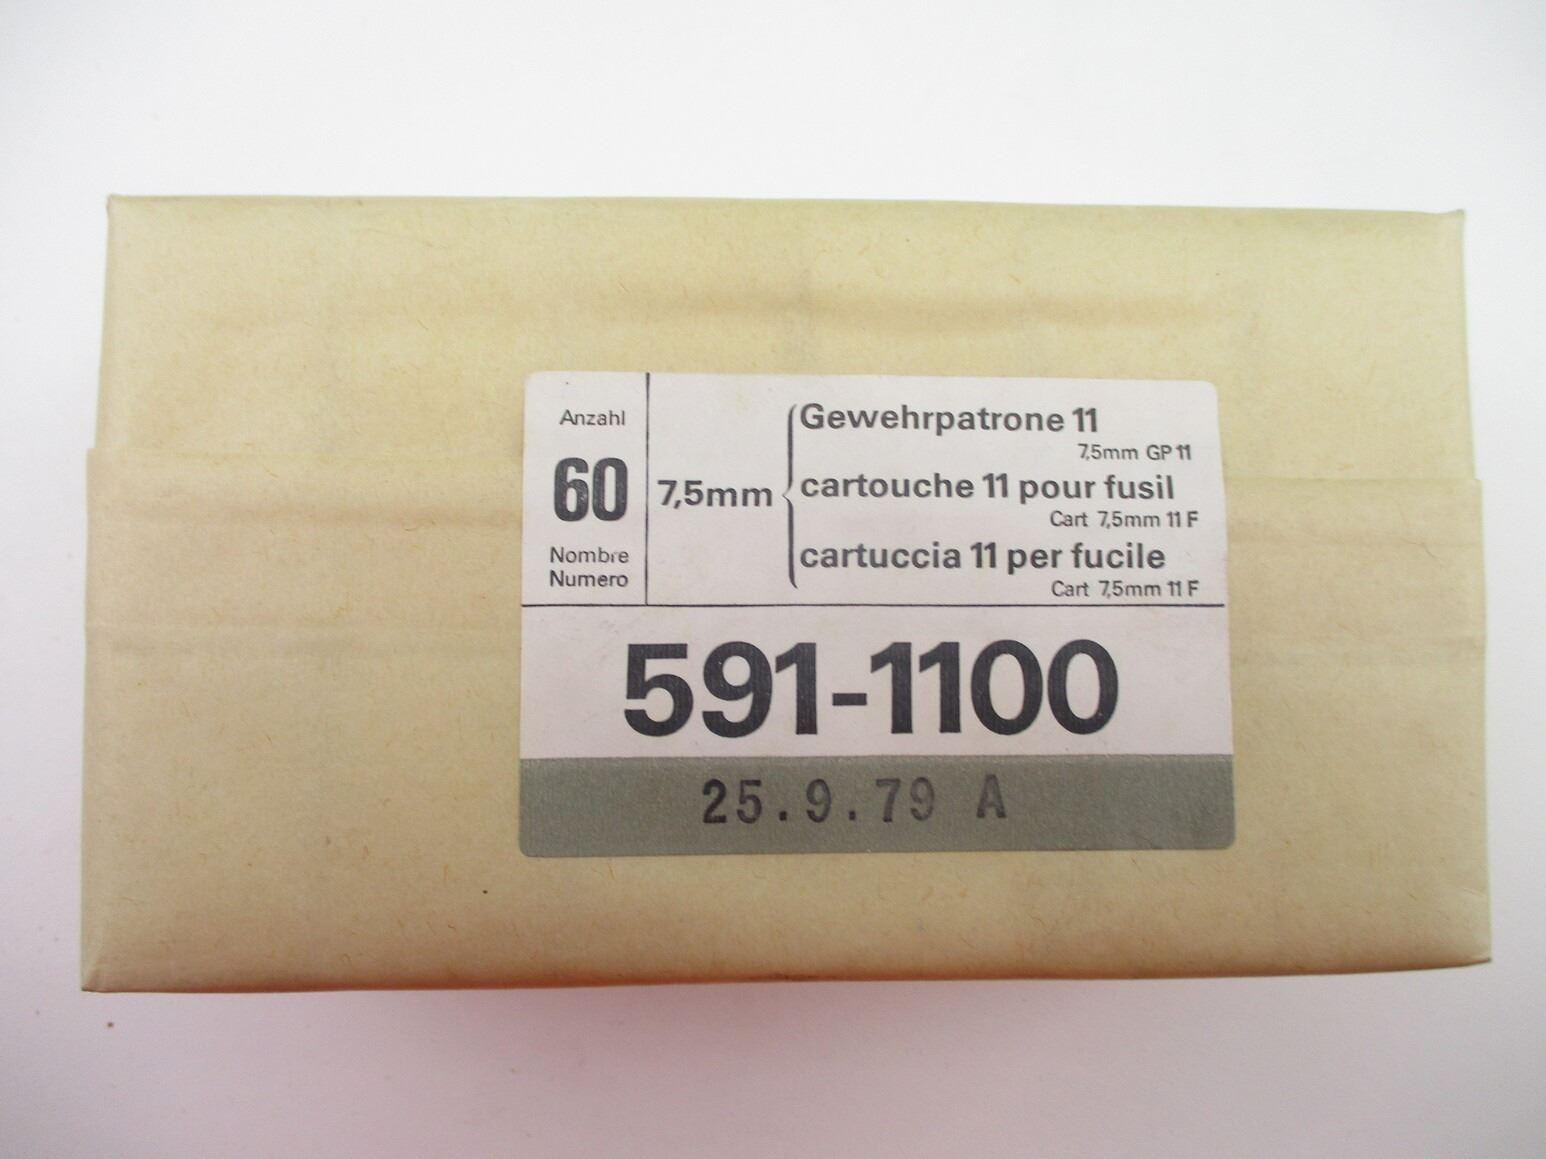 Anzahl
60
Nombre
Numero
7,5mm
Gewehrpatrone 11
7,5mm GP 11
cartouche 11 pour fusil
Cart 7,5mm 11 F
cartuccia 11 per fucile
Cart 7,5mm 11 F
591-1100
25.9.79 A